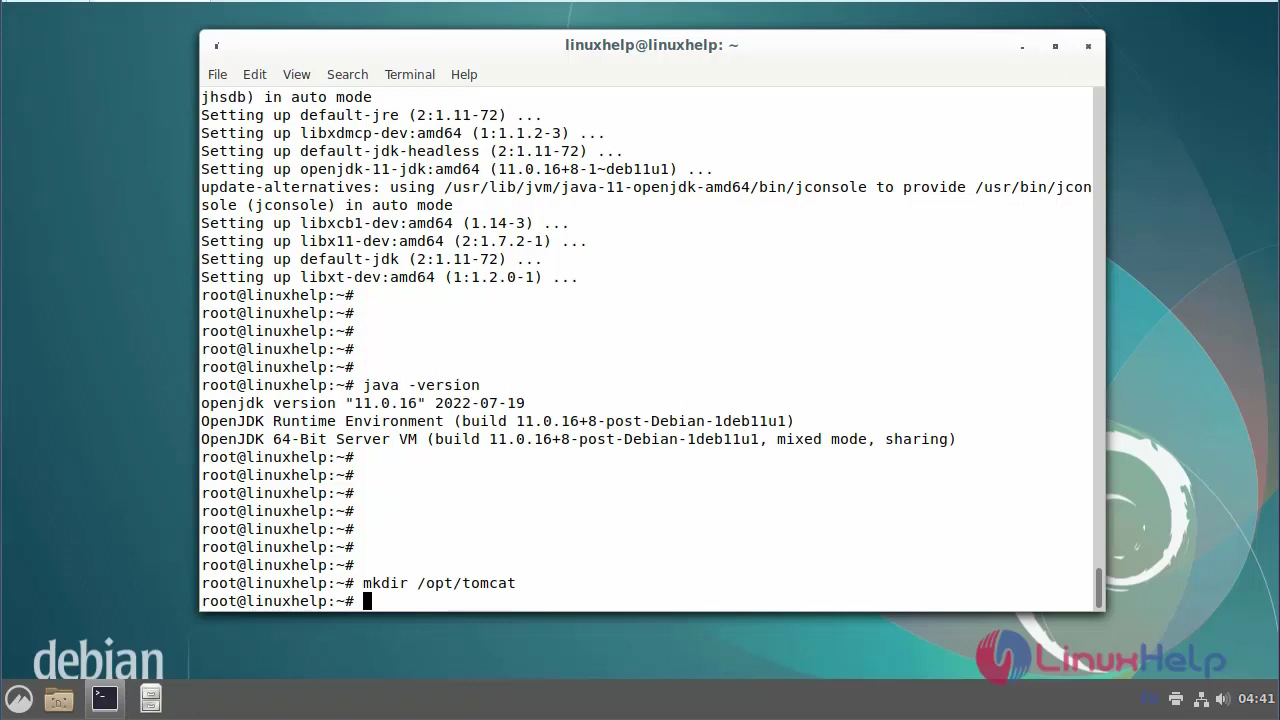 linuxhelp@linuxhelp: ~
File Edit View Search Terminal Help
jhsdb) in auto mode
Setting up default-jre (2:1.11-72) ...
Setting up libxdmcp-dev:amd64 (1:1.1.2-3) ...
Setting up default-jdk-headless (2:1.11-72) ...
Setting up openjdk-11-jdk:amd64 (11.0.16+8-1~deb11u1) ...
update-alternatives: using /usr/lib/jvm/java-11-openjdk-amd64/bin/jconsole to provide /usr/bin/jcon
sole (jconsole) in auto mode
Setting up libxcb1-dev:amd64 (1.14-3) ...
Setting up libx11-dev:amd64 (2:1.7.2-1) ...
Setting up default-jdk (2:1.11-72) ...
Setting up libxt-dev:amd64 (1:1.2.0-1) ...
root@linuxhelp:~#
root@linuxhelp:~#
root@linuxhelp:~#
root@linuxhelp:~#
root@linuxhelp:~#
root@linuxhelp:~# java -version
openjdk version "11.0.16" 2022-07-19
OpenJDK Runtime Environment (build 11.0.16+8-post-Debian-1deb11u1)
OpenJDK 64-Bit Server VM (build 11.0.16+8-post-Debian-1deb11u1, mixed mode, sharing)
root@linuxhelp:~#
root@linuxhelp:~#
root@linuxhelp:~#
root@linuxhelp:~#
root@linuxhelp:~#
root@linuxhelp:~#
root@linuxhelp:~#
root@linuxhelp:~# mkdir /opt/tomcat
root@linuxhelp:~#
debian
LinuxHelp
04:41